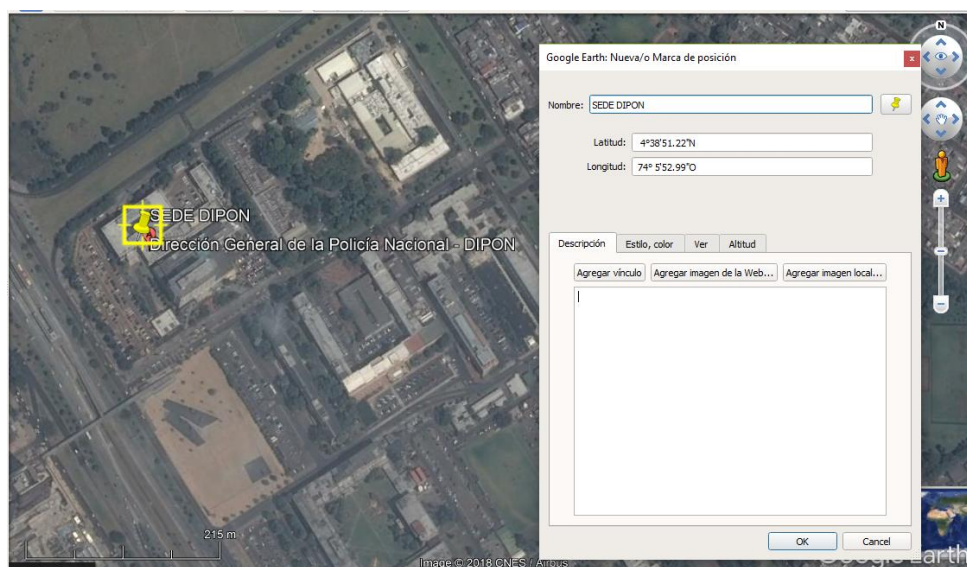 Google Earth: Nueva/o Marca de posición
x
N
Nombre: SEDE DIPON
Latitud: 4°38'51.22"N
Longitud: 74° 5'52.99"O
SEDE DIPON
Dirección General de la Policía Nacional - DIPON
Descripción Estilo, color Ver Altitud
Agregar vínculo Agregar imagen de la Web... Agregar imagen local...
215 m
OK Cancel
Image © 2018 CNES / Airbus
Google Earth